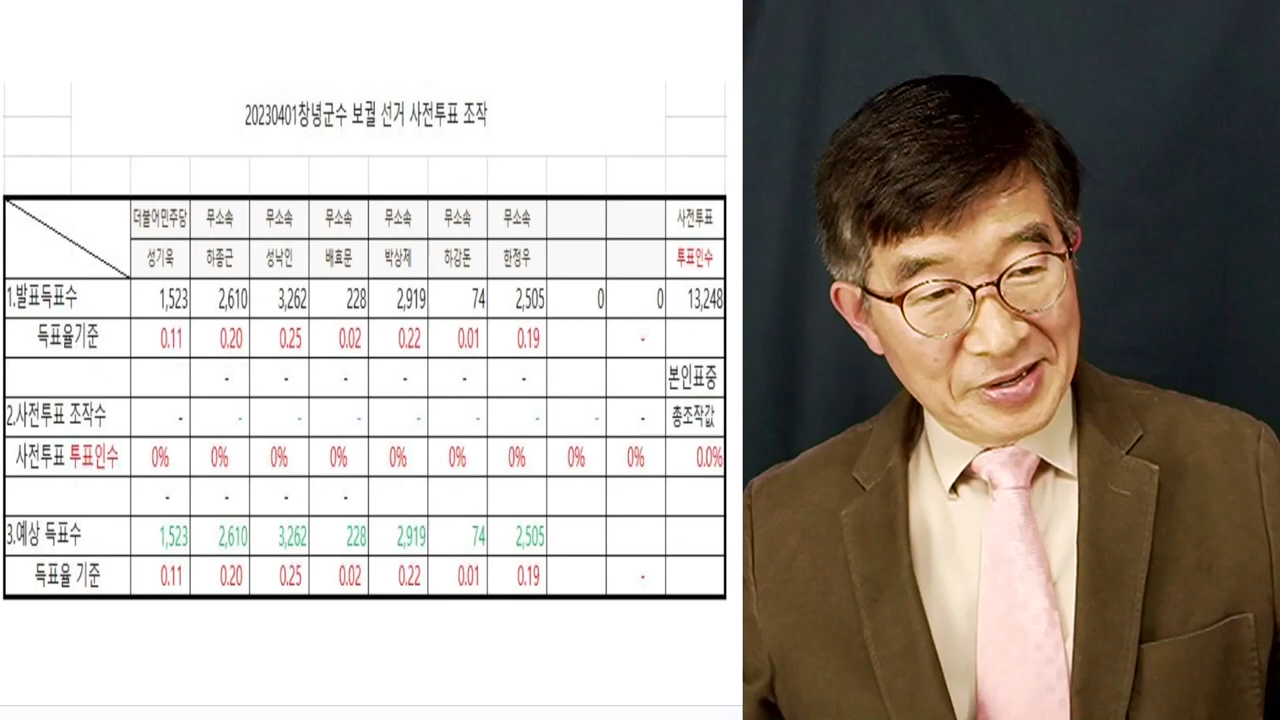 20230401창녕군수 보궐 선거 사전투표 조작
더불어민주당 무소속 무소속 무소속 무소속 무소속 무소속 사전투표
성기욱 하종근 성낙인 배효문 박상제 하강돈 한정우 투표인수
1.발표득표수 1,523 2,610 3,262 228 2,919 74 2,505 0 0 13,248
득표율기준 0.11 0.20 0.25 0.02 0.22 0.01 0.19 -
- - - - - - 본인표증
2.사전투표 조작수 - - - - - - - - - 총조작값
사전투표 투표인수 0% 0% 0% 0% 0% 0% 0% 0% 0% 0.0%
- - - -
3.예상 득표수 1,523 2,610 3,262 228 2,919 74 2,505
득표율 기준 0.11 0.20 0.25 0.02 0.22 0.01 0.19 -